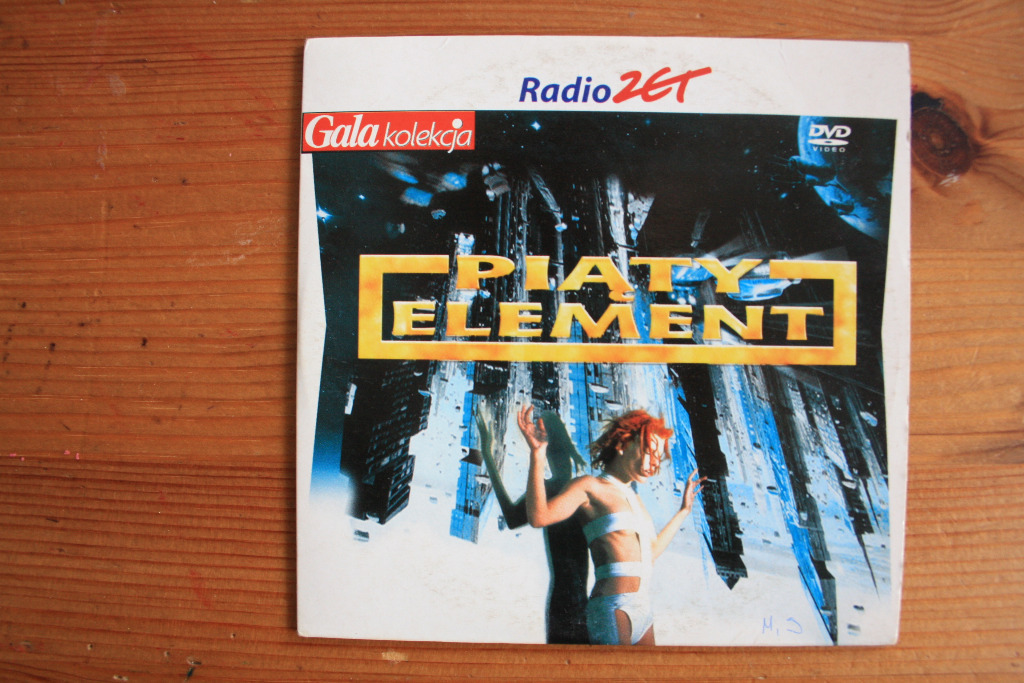 Radio ZET
Gala kolekcja
DVD
VIDEO
PIĄTY
ELEMENT